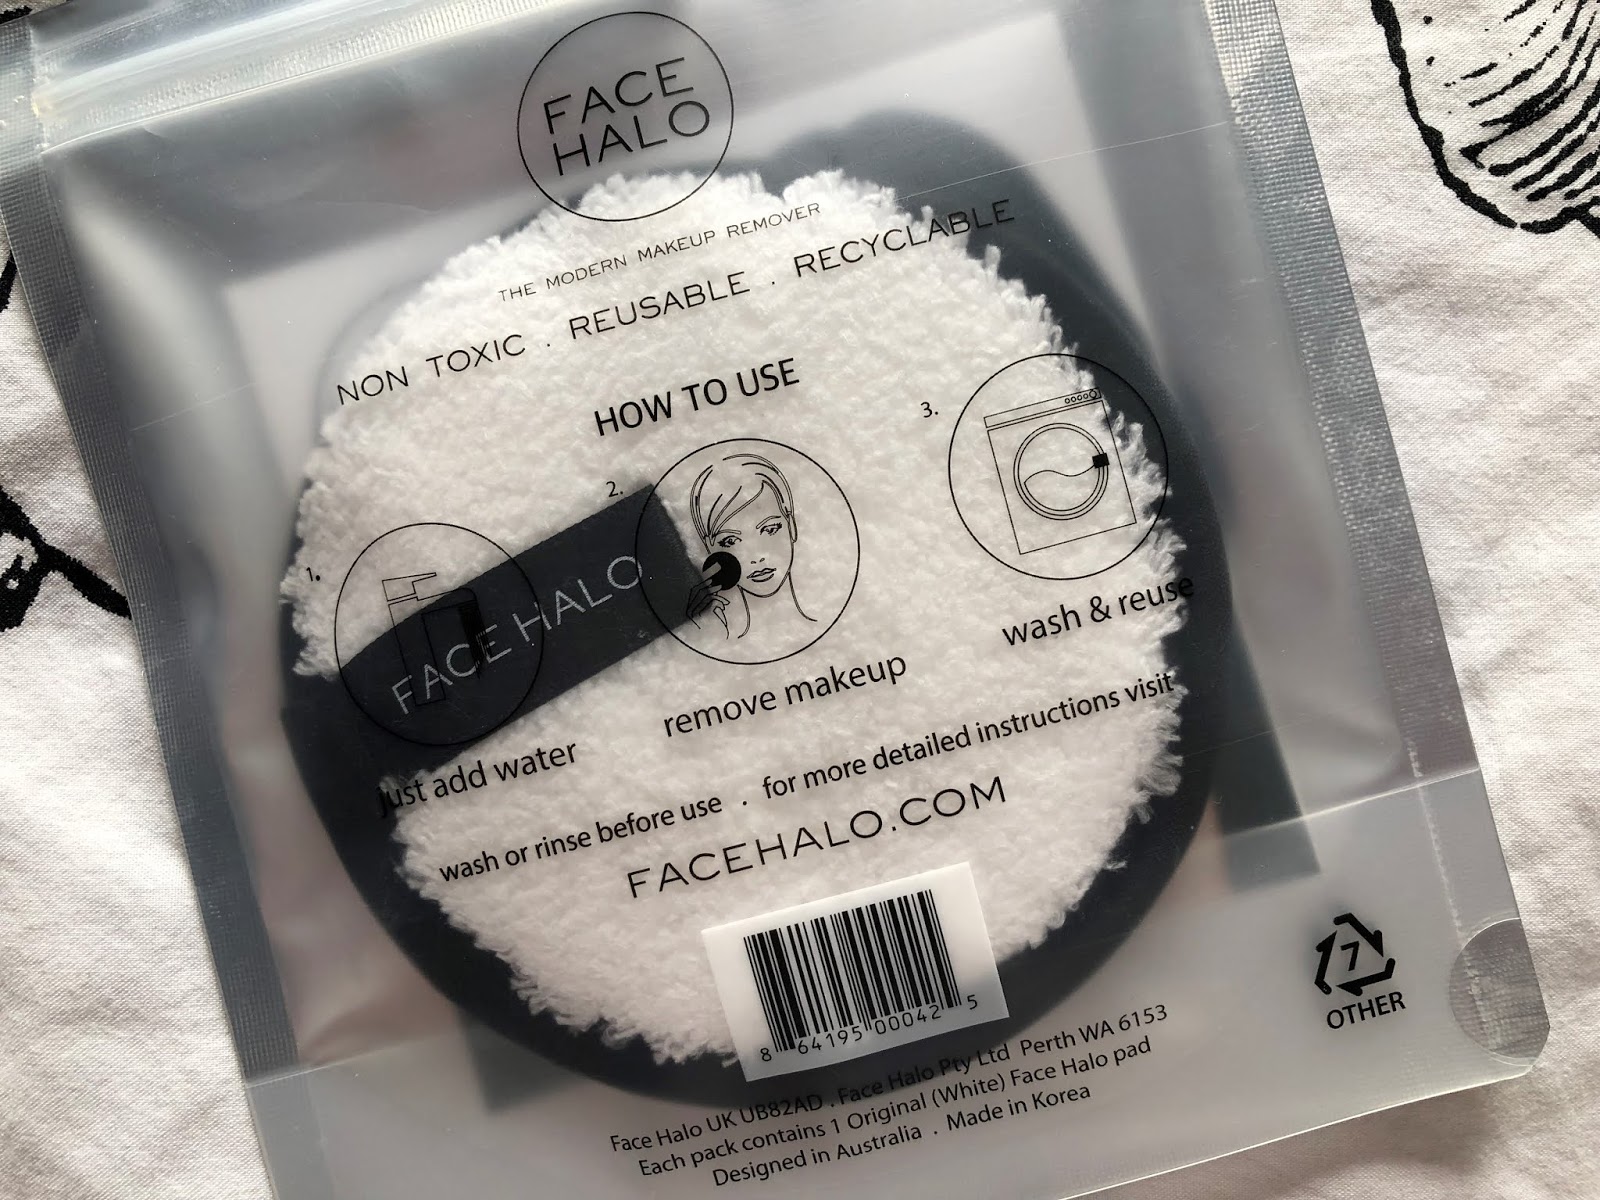 FACE
HALO
THE MODERN MAKEUP REMOVER
NON TOXIC . REUSABLE . RECYCLABLE
HOW TO USE
1.
2.
3.
FACE HALO
just add water
remove makeup
wash & reuse
wash or rinse before use . for more detailed instructions visit
FACEHALO.COM
8 64195 00042 5
7
OTHER
Face Halo UK UB82AD . Face Halo Pty Ltd Perth WA 6153
Each pack contains 1 Original (White) Face Halo pad
Designed in Australia . Made in Korea